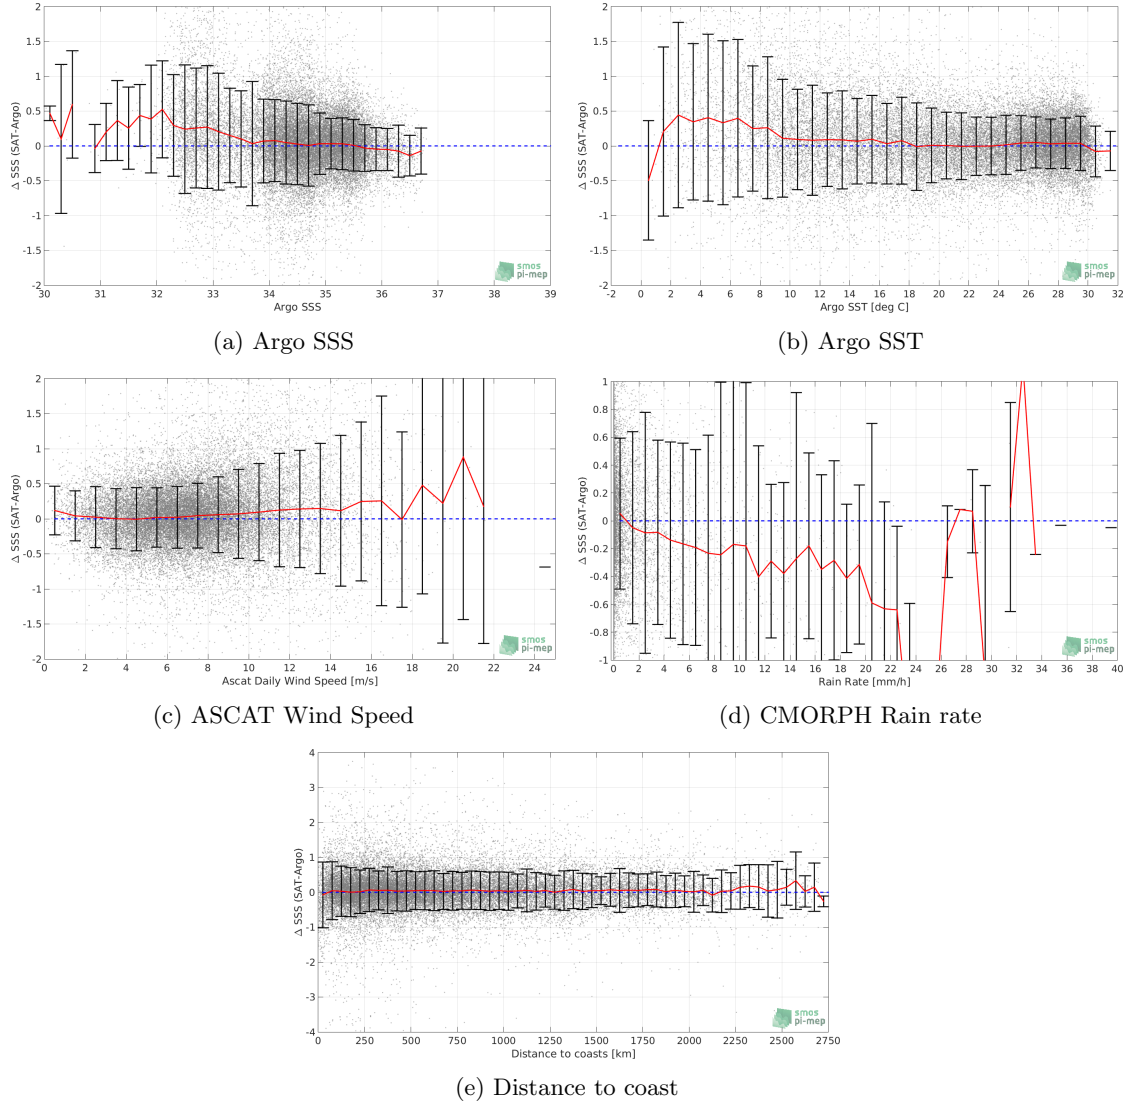 2
1.5
1
0.5
0
-0.5
-1
-1.5
-2
Δ SSS (SAT-Argo)
30 31 32 33 34 35 36 37 38 39
Argo SSS
smos
pi-mep
(a) Argo SSS
2
1.5
1
0.5
0
-0.5
-1
-1.5
-2
Δ SSS (SAT-Argo)
-2 0 2 4 6 8 10 12 14 16 18 20 22 24 26 28 30 32
Argo SST [deg C]
smos
pi-mep
(b) Argo SST
2
1.5
1
0.5
0
-0.5
-1
-1.5
-2
Δ SSS (SAT-Argo)
0 2 4 6 8 10 12 14 16 18 20 22 24
Ascat Daily Wind Speed [m/s]
smos
pi-mep
(c) ASCAT Wind Speed
1
0.8
0.6
0.4
0.2
0
-0.2
-0.4
-0.6
-0.8
-1
Δ SSS (SAT-Argo)
0 2 4 6 8 10 12 14 16 18 20 22 24 26 28 30 32 34 36 38 40
Rain Rate [mm/h]
smos
pi-mep
(d) CMORPH Rain rate
4
3
2
1
0
-1
-2
-3
-4
Δ SSS (SAT-Argo)
0 250 500 750 1000 1250 1500 1750 2000 2250 2500 2750
Distance to coasts [km]
smos
pi-mep
(e) Distance to coast